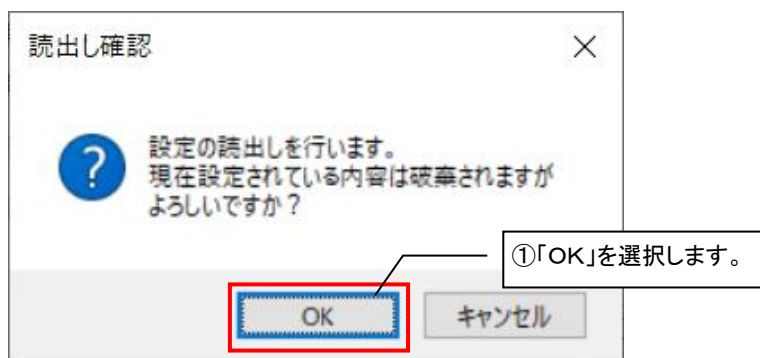 読出し確認
設定の読出しを行います。
現在設定されている内容は破棄されますが
よろしいですか？
①「OK」を選択します。
OK
キャンセル